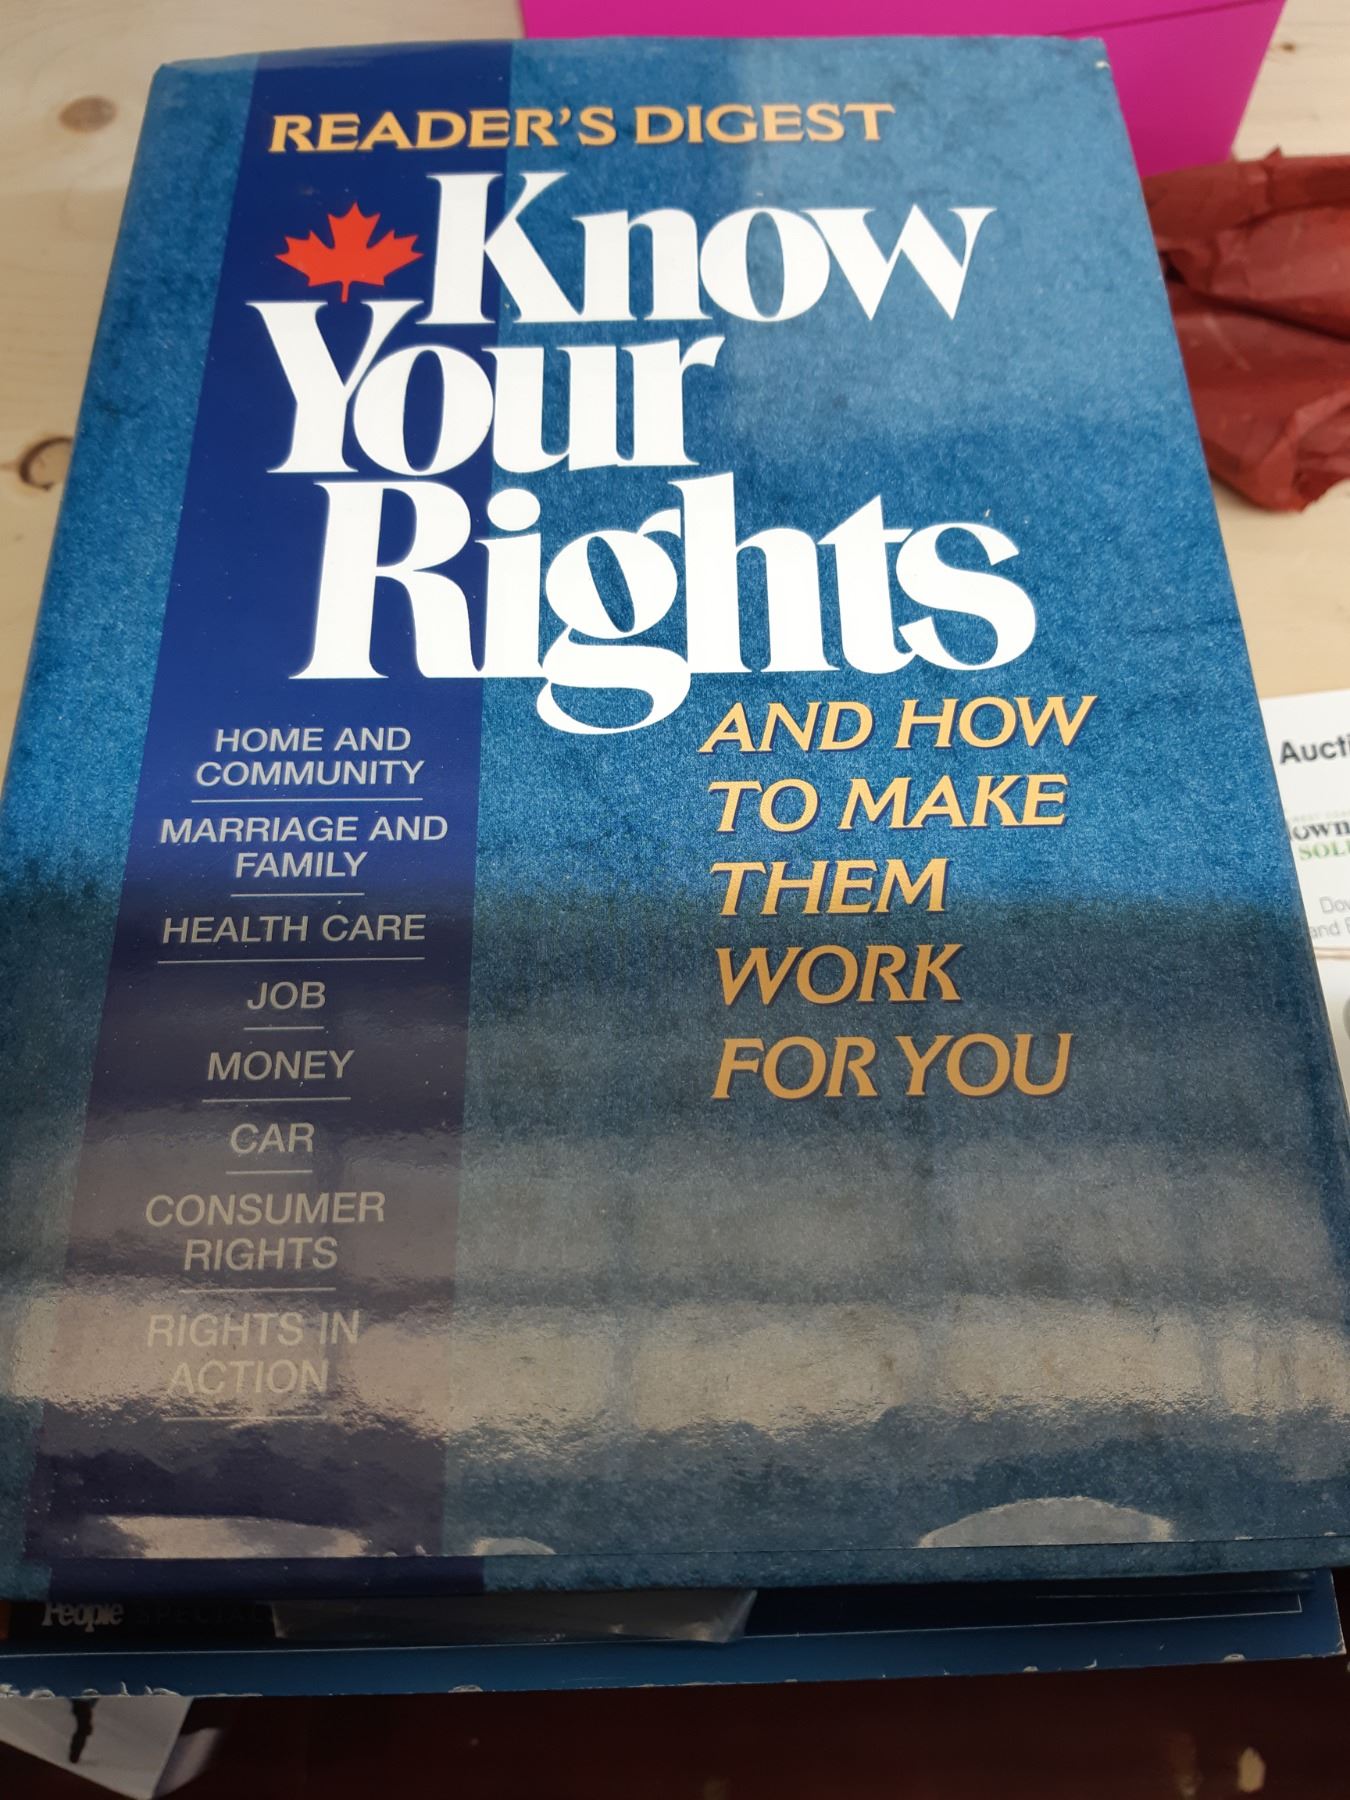 READER'S DIGEST
Know
Your
Rights
AND HOW
TO MAKE
THEM
WORK
FOR YOU
HOME AND
COMMUNITY
MARRIAGE AND
FAMILY
HEALTH CARE
JOB
MONEY
CAR
CONSUMER
RIGHTS
RIGHTS IN
ACTION
People SPECIAL